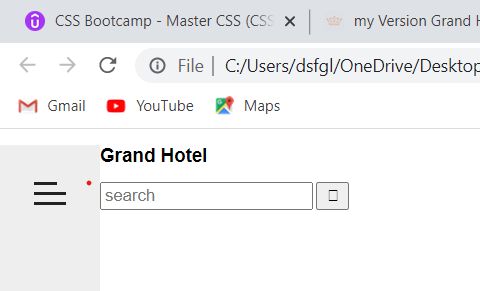 CSS Bootcamp - Master CSS (CSS
my Version Grand H
File
C:/Users/dsfgl/OneDrive/Desktop
Gmail
YouTube
Maps
Grand Hotel
search